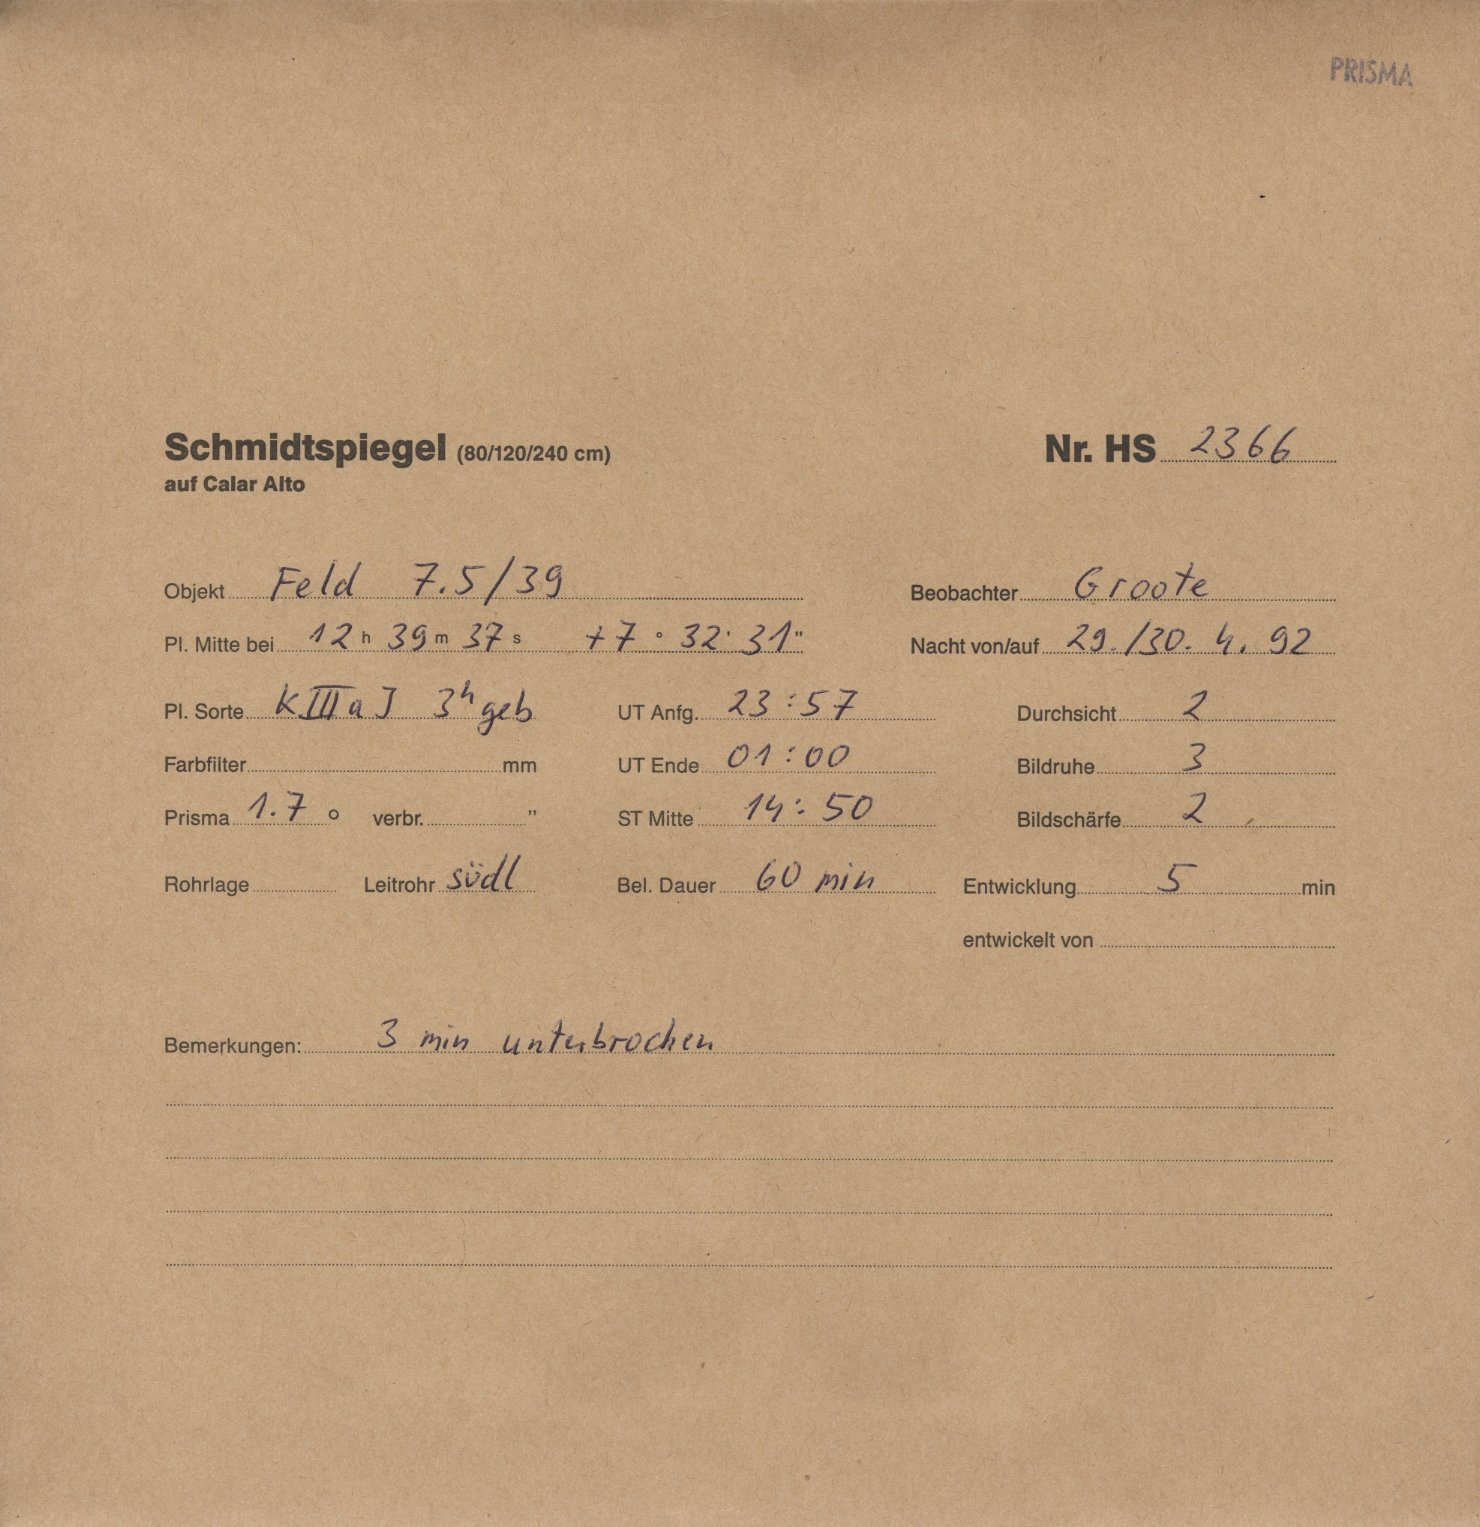 PRISMA
Schmidtspiegel (80/120/240 cm) Nr. HS 2366
auf Calar Alto
Objekt Feld 7.5/39 Beobachter Groote
Pl. Mitte bei 12 h 39 m 37 s +7 ° 32 ' 31 " Nacht von/auf 29./30. 4. 92
Pl. Sorte K III a J 3h geb UT Anfg. 23:57 Durchsicht 2
Farbfilter mm UT Ende 01:00 Bildruhe 3
Prisma 1.7 ° verbr. " ST Mitte 14:50 Bildschärfe 2
Rohrlage Leitrohr südl Bel. Dauer 60 min Entwicklung 5 min
entwickelt von
Bemerkungen: 3 min unterbrochen